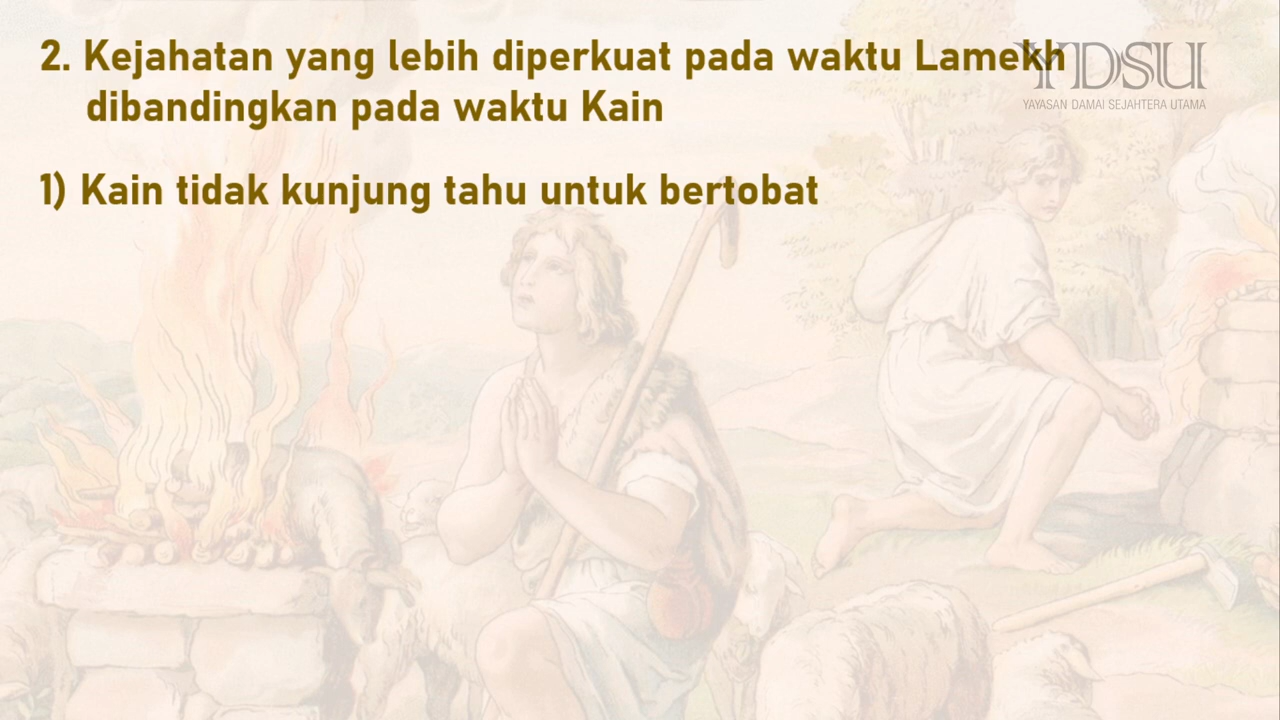 2. Kejahatan yang lebih diperkuat pada waktu Lamekh
dibandingkan pada waktu Kain
YDSU
YAYASAN DAMAI SEJAHTERA UTAMA
1) Kain tidak kunjung tahu untuk bertobat